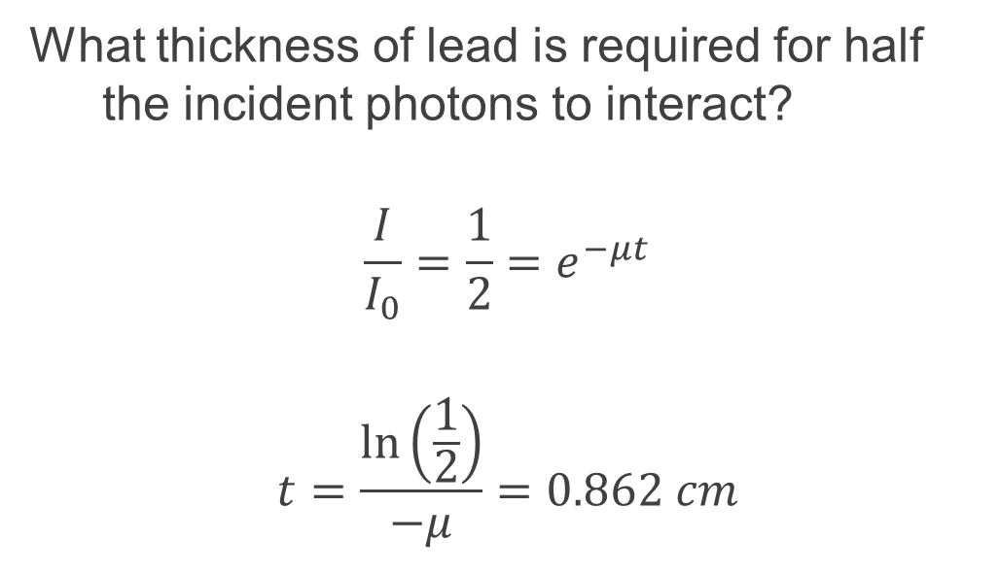 What thickness of lead is required for half
the incident photons to interact?
I/I₀ = 1/2 = e^−μt
t = ln(1/2)/−μ = 0.862 cm